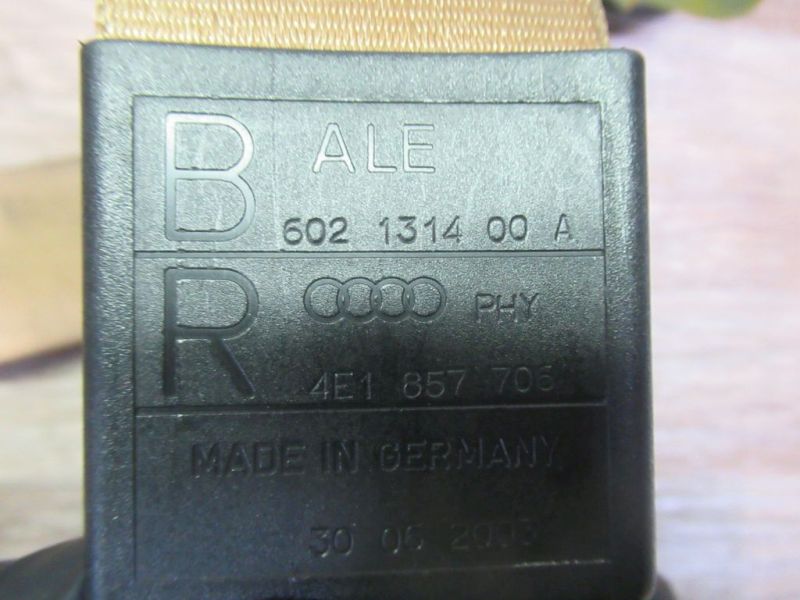 B ALE
602 1314 00 A
R PHY
4E1 857 706
MADE IN GERMANY
30 06 2003